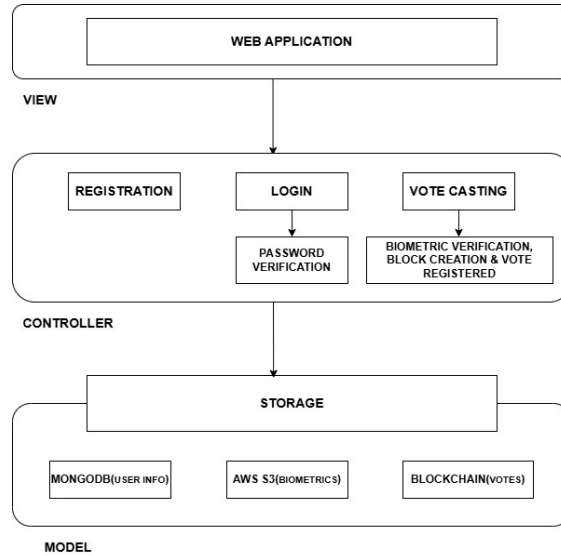 WEB APPLICATION
VIEW
REGISTRATION
LOGIN
VOTE CASTING
PASSWORD
VERIFICATION
BIOMETRIC VERIFICATION,
BLOCK CREATION & VOTE
REGISTERED
CONTROLLER
STORAGE
MONGODB(USER INFO)
AWS S3(BIOMETRICS)
BLOCKCHAIN(VOTES)
MODEL